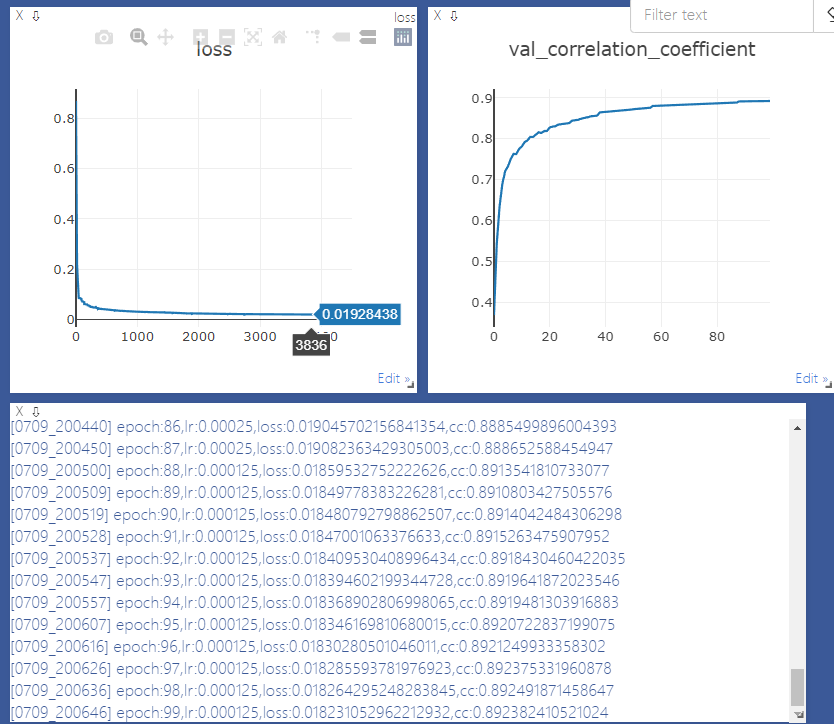 X ⇩ loss
loss
0.8
0.6
0.4
0.2
0
0 1000 2000 3000
0.01928438
3836
Edit »
X ⇩
Filter text
val_correlation_coefficient
0.9
0.8
0.7
0.6
0.5
0.4
0 20 40 60 80
Edit »
X ⇩
[0709_200440] epoch:86,lr:0.00025,loss:0.019045702156841354,cc:0.8885499896004393
[0709_200450] epoch:87,lr:0.00025,loss:0.019082363429305003,cc:0.888652588454947
[0709_200500] epoch:88,lr:0.000125,loss:0.01859532752222626,cc:0.8913541810733077
[0709_200509] epoch:89,lr:0.000125,loss:0.01849778383226281,cc:0.8910803427505576
[0709_200519] epoch:90,lr:0.000125,loss:0.018480792798862507,cc:0.8914042484306298
[0709_200528] epoch:91,lr:0.000125,loss:0.01847001063376633,cc:0.8915263475907952
[0709_200537] epoch:92,lr:0.000125,loss:0.018409530408996434,cc:0.8918430460422035
[0709_200547] epoch:93,lr:0.000125,loss:0.018394602199344728,cc:0.8919641872023546
[0709_200557] epoch:94,lr:0.000125,loss:0.018368902806998065,cc:0.8919481303916883
[0709_200607] epoch:95,lr:0.000125,loss:0.018346169810680015,cc:0.8920722837199075
[0709_200616] epoch:96,lr:0.000125,loss:0.01830280501046011,cc:0.8921249933358302
[0709_200626] epoch:97,lr:0.000125,loss:0.018285593781976923,cc:0.892375331960878
[0709_200636] epoch:98,lr:0.000125,loss:0.018264295248283845,cc:0.892491871458647
[0709_200646] epoch:99,lr:0.000125,loss:0.018231052962212932,cc:0.892382410521024